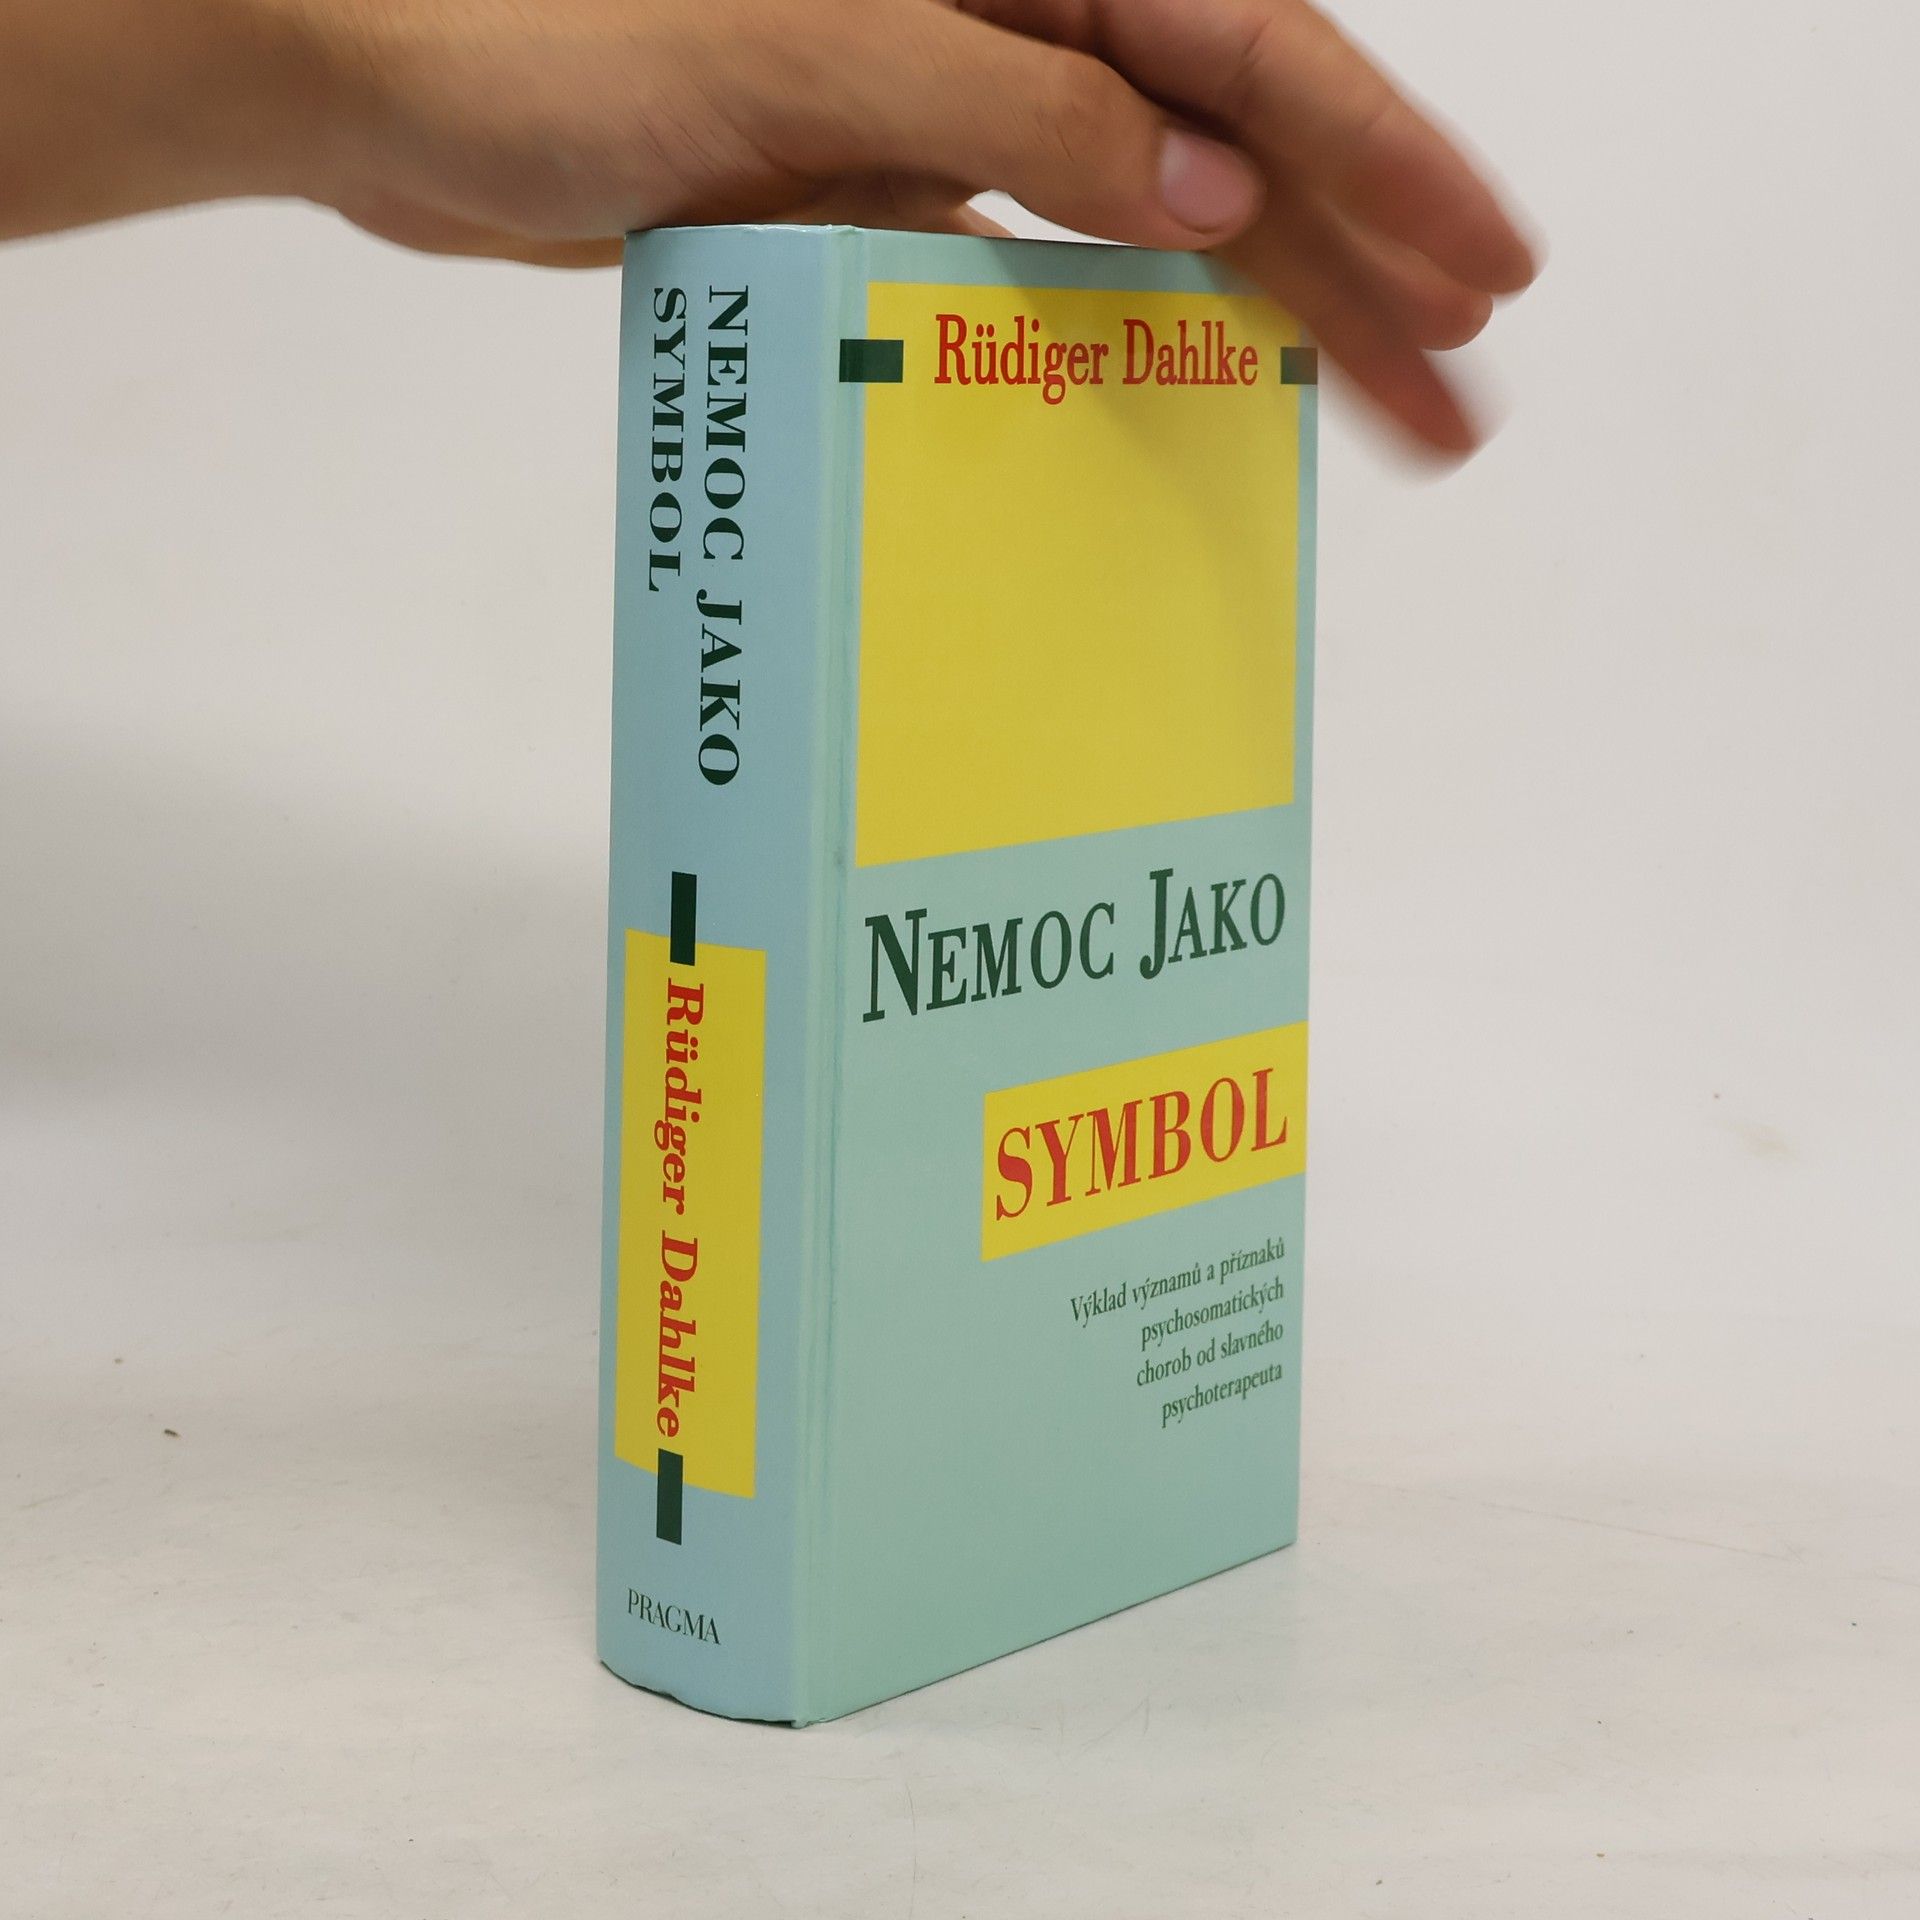 NEMOC JAKO
SYMBOL
Rüdiger Dahlke
PRAGMA
Rüdiger Dahlke
NEMOC JAKO
SYMBOL
Výklad významů a příznaků
psychosomatických
chorob od slavného
psychoterapeuta